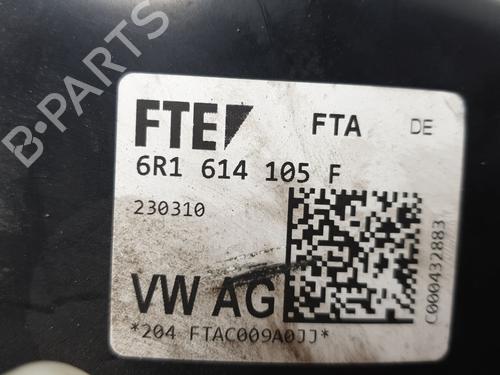 FTE FTA DE
6R1 614 105 F
230310
VW AG
*204 FTAC009A0JJ*
C000432883
B-PARTS